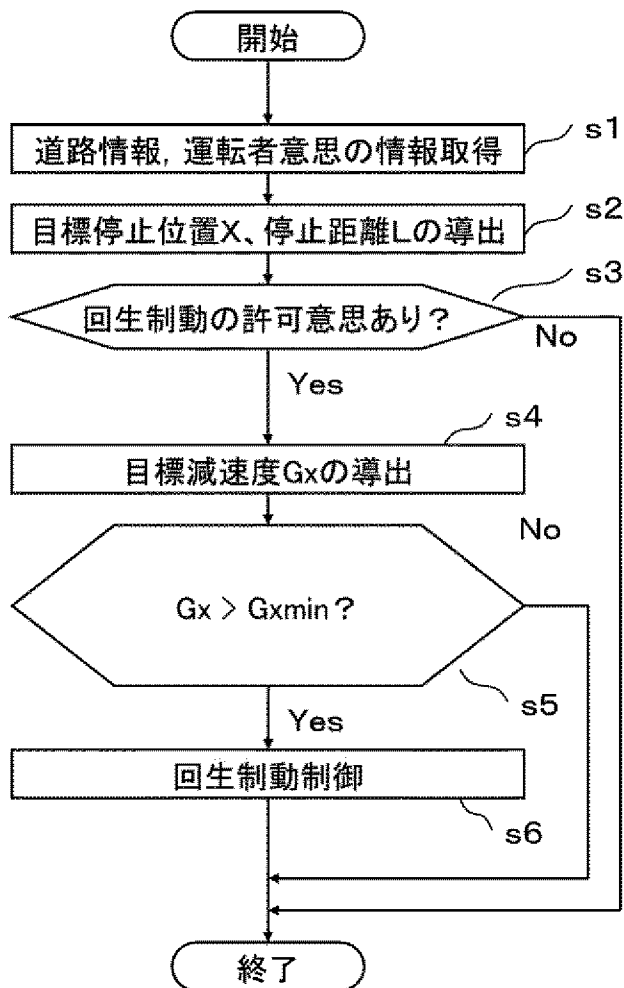 開始
道路情報，運転者意思の情報取得
s1
目標停止位置X、停止距離Lの導出
s2
回生制動の許可意思あり？
s3
No
Yes
s4
目標減速度Gxの導出
No
Gx > Gxmin？
s5
Yes
回生制動制御
s6
終了